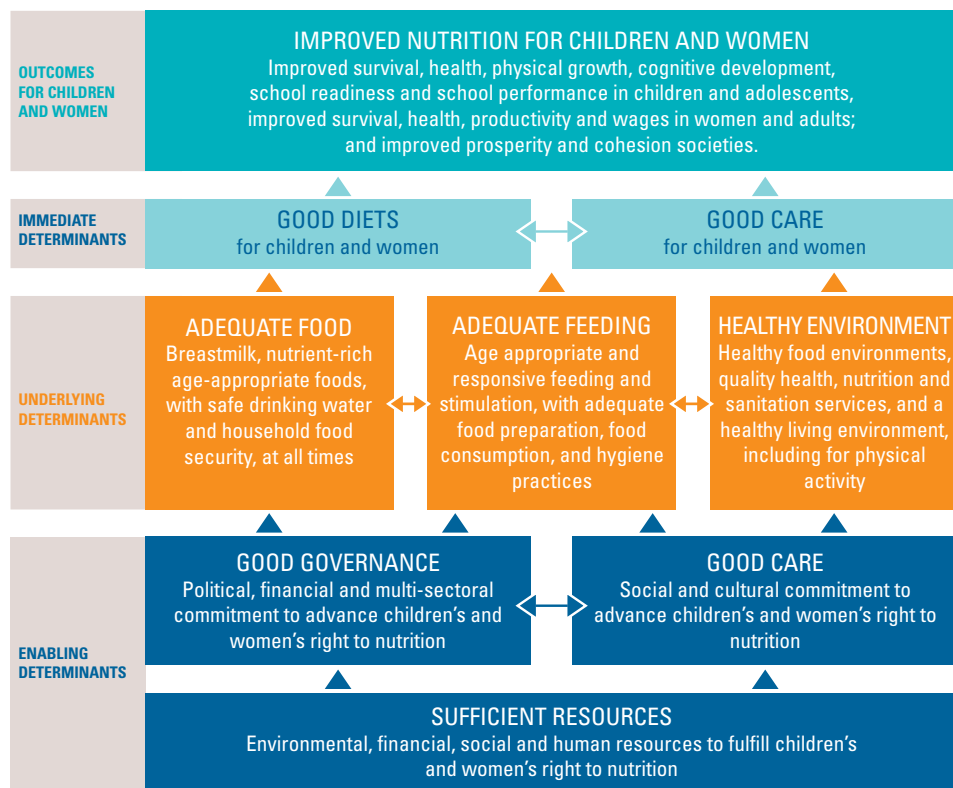 OUTCOMES
FOR CHILDREN
AND WOMEN
IMPROVED NUTRITION FOR CHILDREN AND WOMEN
Improved survival, health, physical growth, cognitive development,
school readiness and school performance in children and adolescents,
improved survival, health, productivity and wages in women and adults;
and improved prosperity and cohesion societies.
IMMEDIATE
DETERMINANTS
GOOD DIETS
for children and women
GOOD CARE
for children and women
UNDERLYING
DETERMINANTS
ADEQUATE FOOD
Breastmilk, nutrient-rich
age-appropriate foods,
with safe drinking water
and household food
security, at all times
ADEQUATE FEEDING
Age appropriate and
responsive feeding and
stimulation, with adequate
food preparation, food
consumption, and hygiene
practices
HEALTHY ENVIRONMENT
Healthy food environments,
quality health, nutrition and
sanitation services, and a
healthy living environment,
including for physical
activity
ENABLING
DETERMINANTS
GOOD GOVERNANCE
Political, financial and multi-sectoral
commitment to advance children’s and
women’s right to nutrition
GOOD CARE
Social and cultural commitment to
advance children’s and women’s right to
nutrition
SUFFICIENT RESOURCES
Environmental, financial, social and human resources to fulfill children’s
and women’s right to nutrition